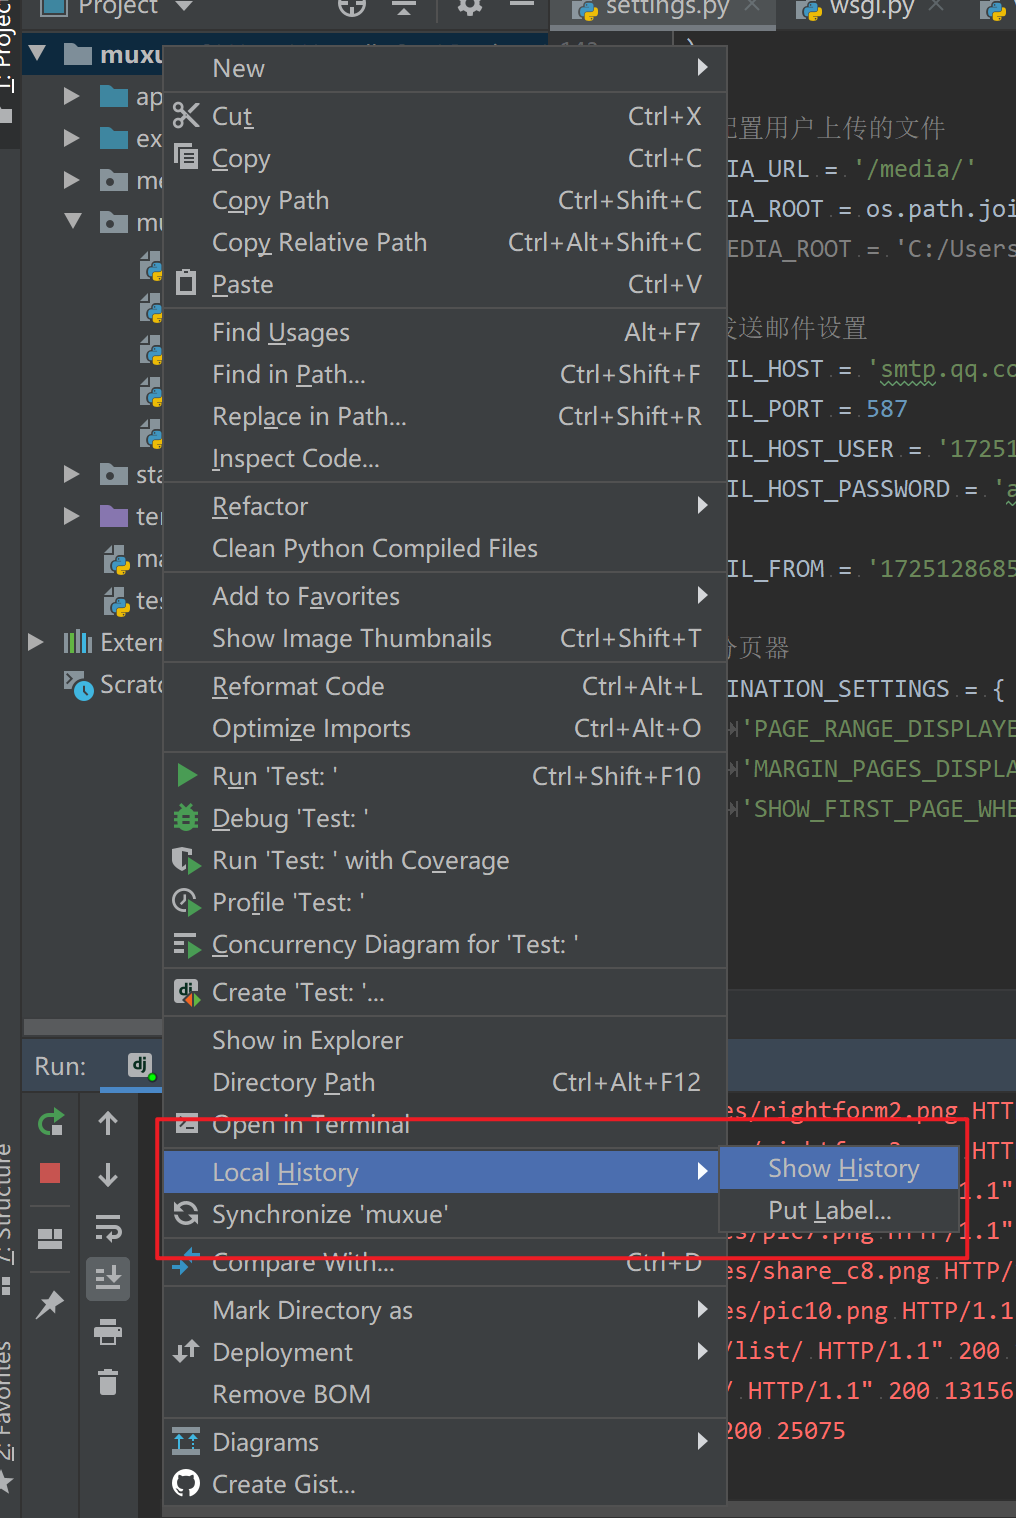 Project
settings.py
wsgi.py
1: Project
New
Cut Ctrl+X
Copy Ctrl+C
Copy Path Ctrl+Shift+C
Copy Relative Path Ctrl+Alt+Shift+C
Paste Ctrl+V
Find Usages Alt+F7
Find in Path... Ctrl+Shift+F
Replace in Path... Ctrl+Shift+R
Inspect Code...
Refactor
Clean Python Compiled Files
Add to Favorites
Show Image Thumbnails Ctrl+Shift+T
Reformat Code Ctrl+Alt+L
Optimize Imports Ctrl+Alt+O
Run 'Test: ' Ctrl+Shift+F10
Debug 'Test: '
Run 'Test: ' with Coverage
Profile 'Test: '
Concurrency Diagram for 'Test: '
Create 'Test: '...
Show in Explorer
Directory Path Ctrl+Alt+F12
Open in Terminal
Local History
Synchronize 'muxue'
Compare With... Ctrl+D
Mark Directory as
Deployment
Remove BOM
Diagrams
Create Gist...
Show History
Put Label...
muxu
ap
ex
me
mu
sta
ter
ma
tes
Extern
Scratc
配置用户上传的文件
IA_URL = '/media/'
IA_ROOT = os.path.joi
EDIA_ROOT = 'C:/Users
发送邮件设置
IL_HOST = 'smtp.qq.co
IL_PORT = 587
IL_HOST_USER = '17251
IL_HOST_PASSWORD = 'a
IL_FROM = '1725128685
分页器
INATION_SETTINGS = {
'PAGE_RANGE_DISPLAYE
'MARGIN_PAGES_DISPLA
'SHOW_FIRST_PAGE_WHE
Run:
es/rightform2.png HTT
HTT
1.1"
es/pic7.png HTTP/1.1"
es/share_c8.png HTTP/
es/pic10.png HTTP/1.1
/list/ HTTP/1.1" 200
/ HTTP/1.1" 200 13156
200 25075
7: Structure
2: Favorites